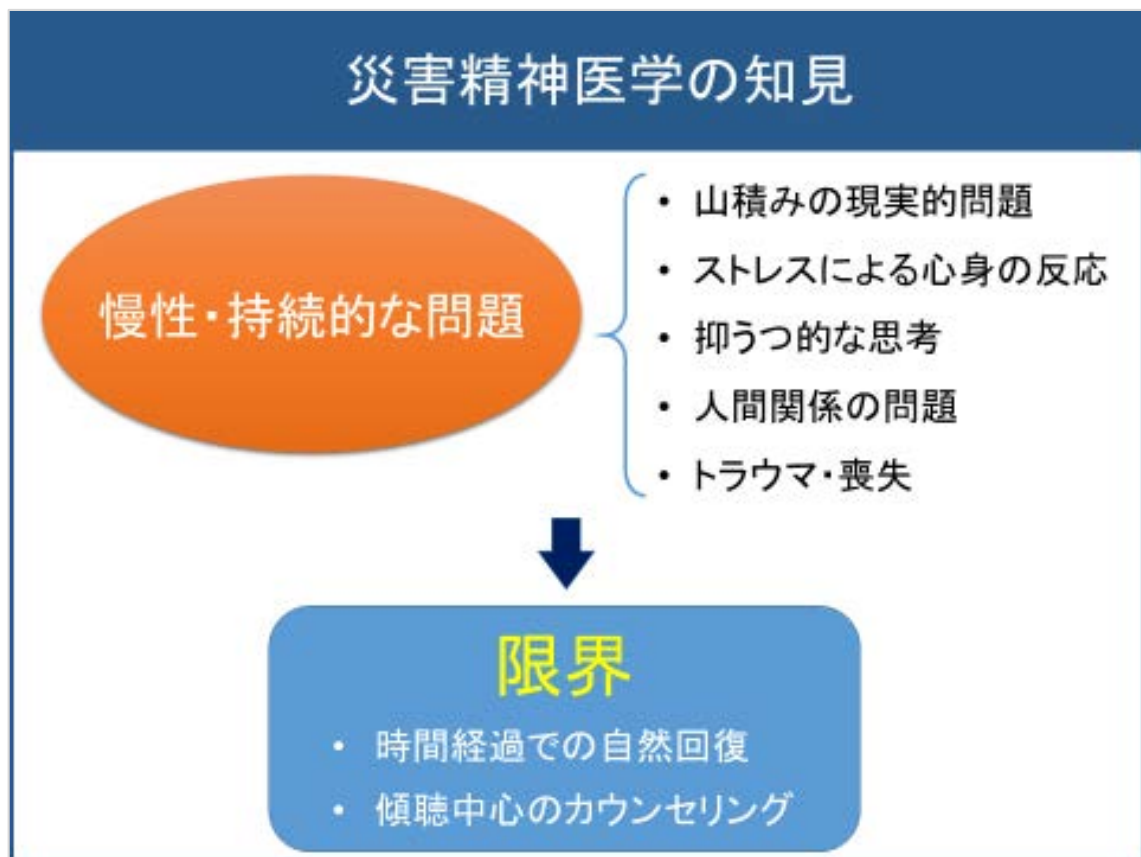 災害精神医学の知見
慢性・持続的な問題
・ 山積みの現実的問題
・ ストレスによる心身の反応
・ 抑うつ的な思考
・ 人間関係の問題
・ トラウマ・喪失
限界
・ 時間経過での自然回復
・ 傾聴中心のカウンセリング